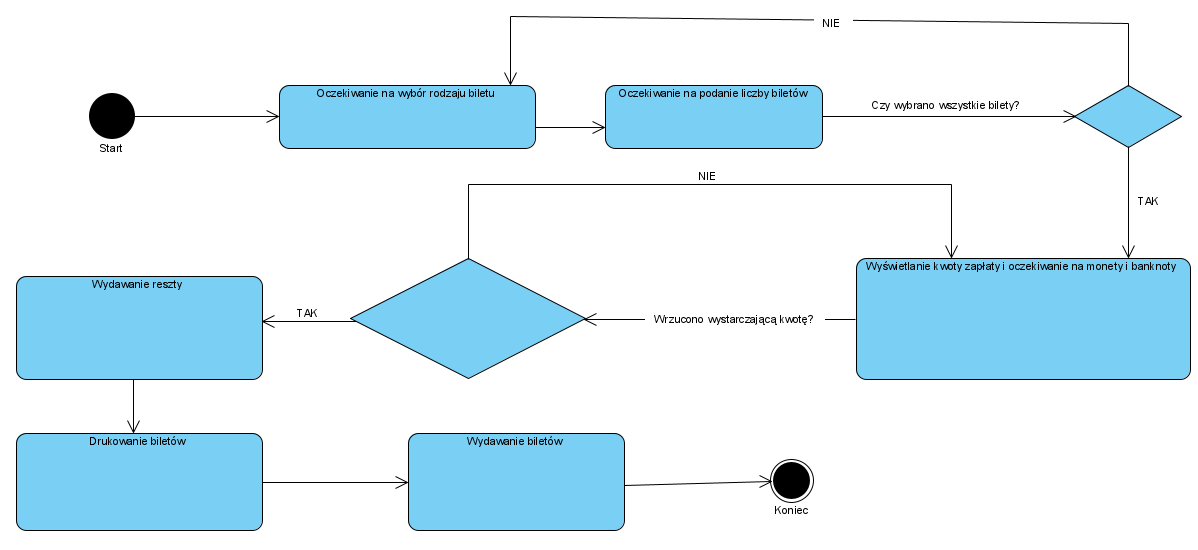 NIE
Oczekiwanie na wybór rodzaju biletu
Oczekiwanie na podanie liczby biletów
Czy wybrano wszystkie bilety?
Start
NIE
TAK
Wyświetlanie kwoty zapłaty i oczekiwanie na monety i banknoty
Wydawanie reszty
TAK
Wrzucono wystarczającą kwotę?
Drukowanie biletów
Wydawanie biletów
Koniec